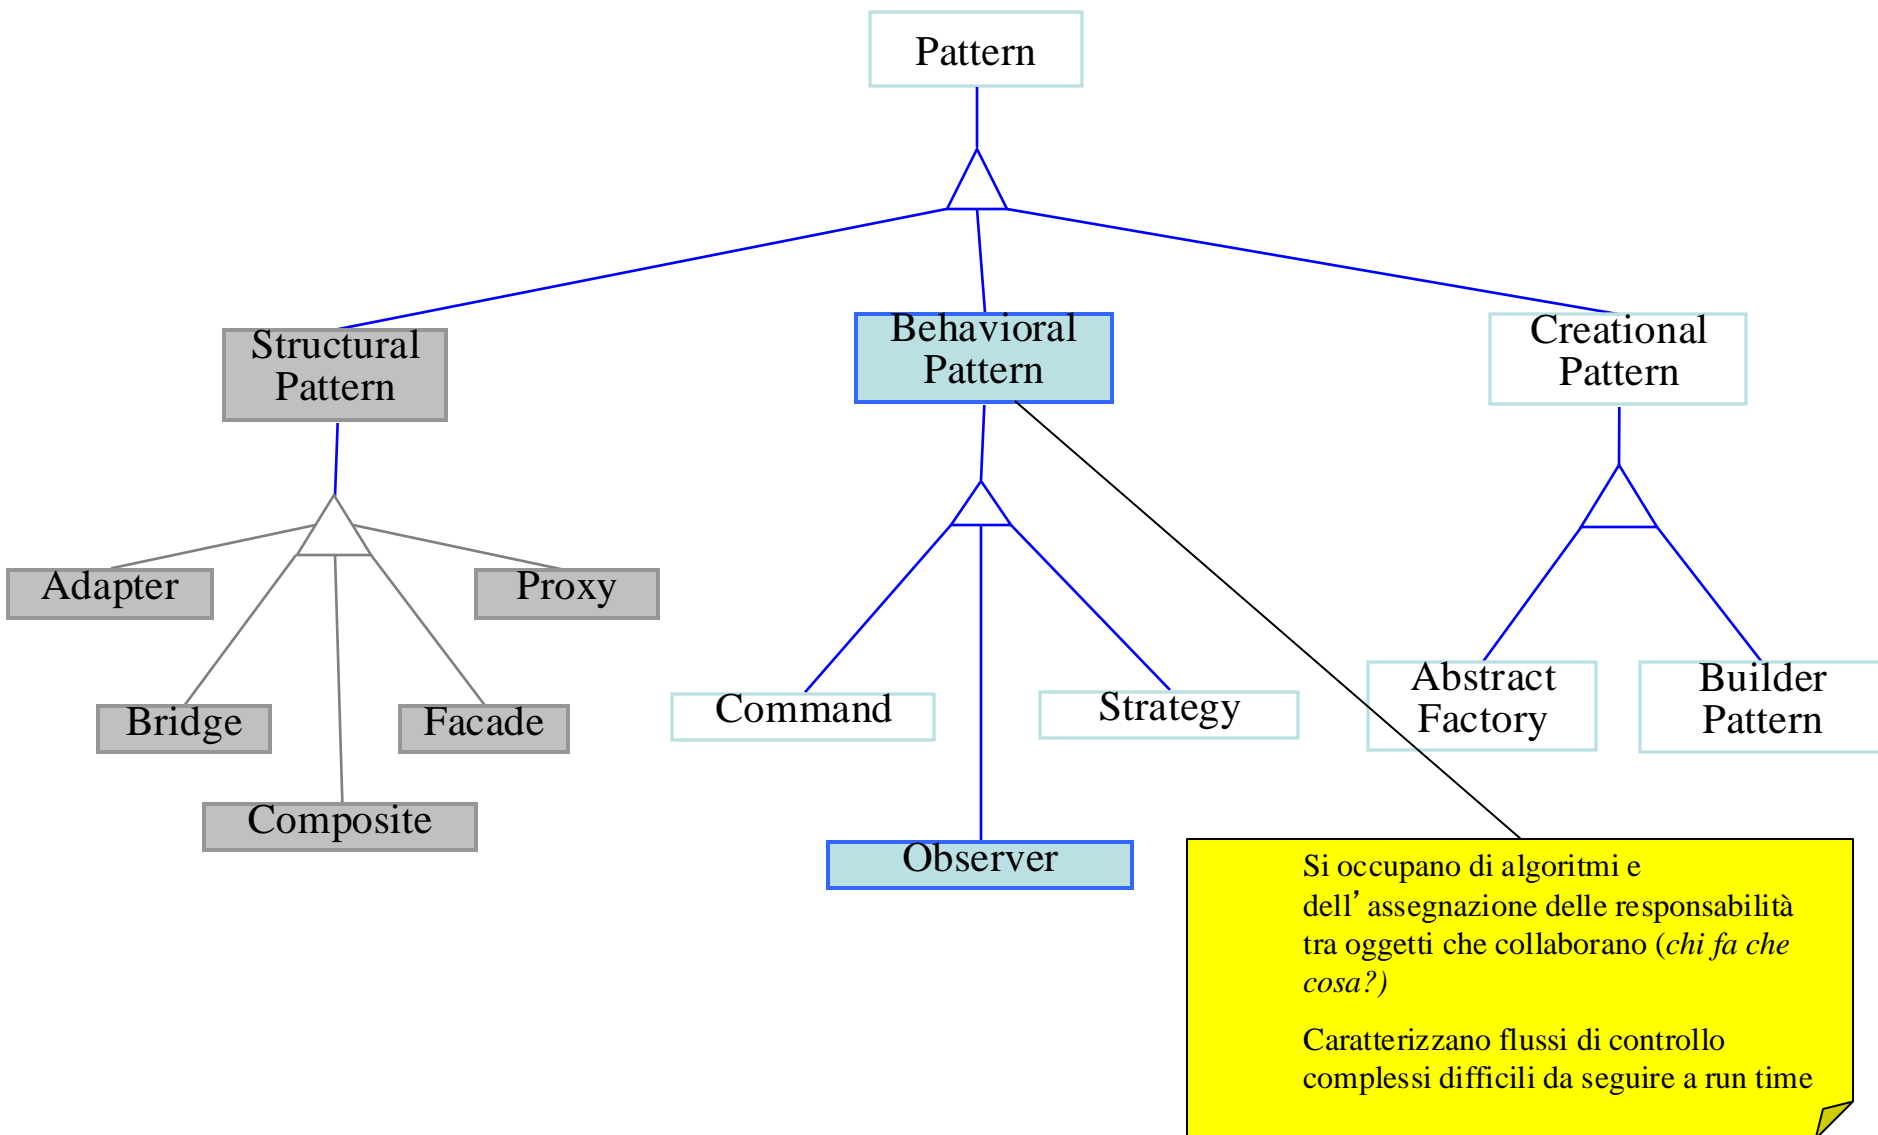 Pattern
Structural
Pattern
Behavioral
Pattern
Creational
Pattern
Adapter
Proxy
Bridge
Facade
Composite
Command
Strategy
Observer
Abstract
Factory
Builder
Pattern
Si occupano di algoritmi e
dell’assegnazione delle responsabilità
tra oggetti che collaborano (chi fa che
cosa?)
Caratterizzano flussi di controllo
complessi difficili da seguire a run time